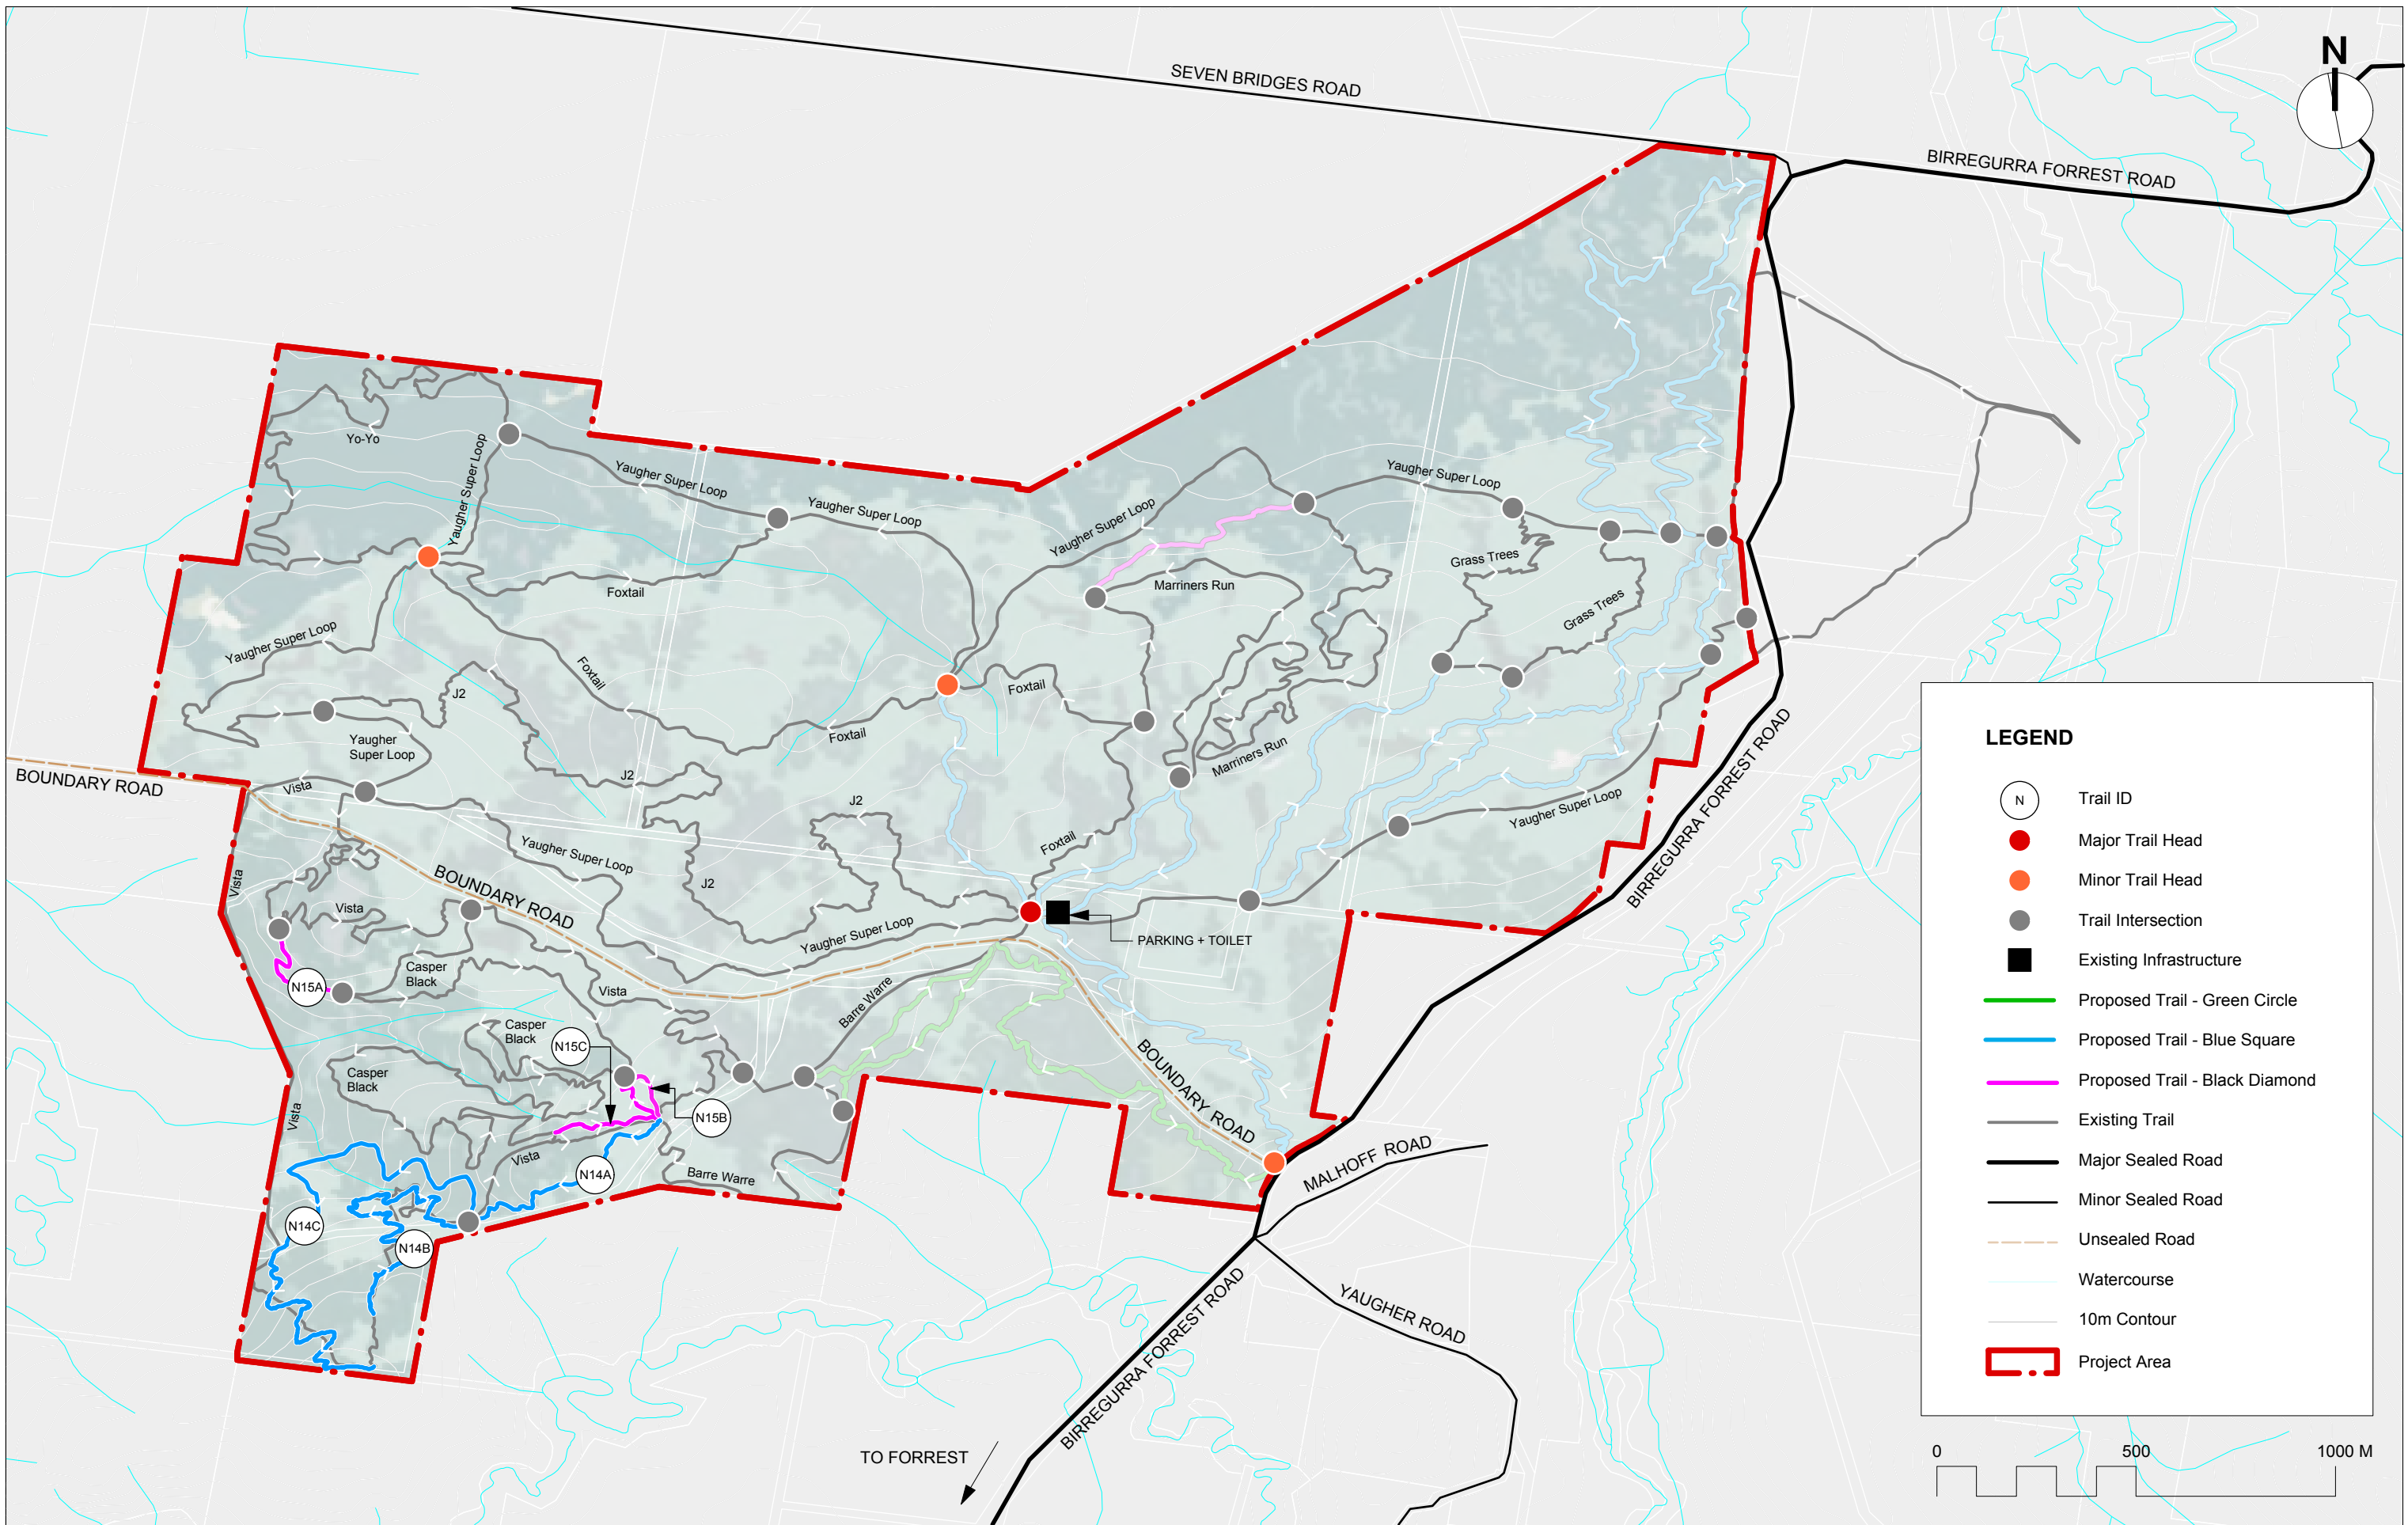 SEVEN BRIDGES ROAD
N
BIRREGURRA FORREST ROAD
Yo-Yo
Yaugher Super Loop
Yaugher Super Loop
Yaugher Super Loop
Yaugher Super Loop
Yaugher Super Loop
Grass Trees
Marriners Run
Foxtail
Grass Trees
Yaugher Super Loop
Foxtail
J2
Foxtail
Foxtail
Yaugher
Super Loop
Marriners Run
BOUNDARY ROAD
Vista
J2
J2
Yaugher Super Loop
BIRREGURRA FORREST ROAD
Foxtail
Yaugher Super Loop
BOUNDARY ROAD
Vista
J2
Vista
Yaugher Super Loop
PARKING + TOILET
Casper
Black
N15A
Vista
Barre Warre
Casper
Black
N15C
Casper
Black
N15B
BOUNDARY ROAD
Vista
Vista
N14A
Barre Warre
MALHOFF ROAD
N14C
N14B
YAUGHER ROAD
BIRREGURRA FORREST ROAD
TO FORREST
LEGEND
N
Trail ID
Major Trail Head
Minor Trail Head
Trail Intersection
Existing Infrastructure
Proposed Trail - Green Circle
Proposed Trail - Blue Square
Proposed Trail - Black Diamond
Existing Trail
Major Sealed Road
Minor Sealed Road
Unsealed Road
Watercourse
10m Contour
Project Area
0 500 1000 M